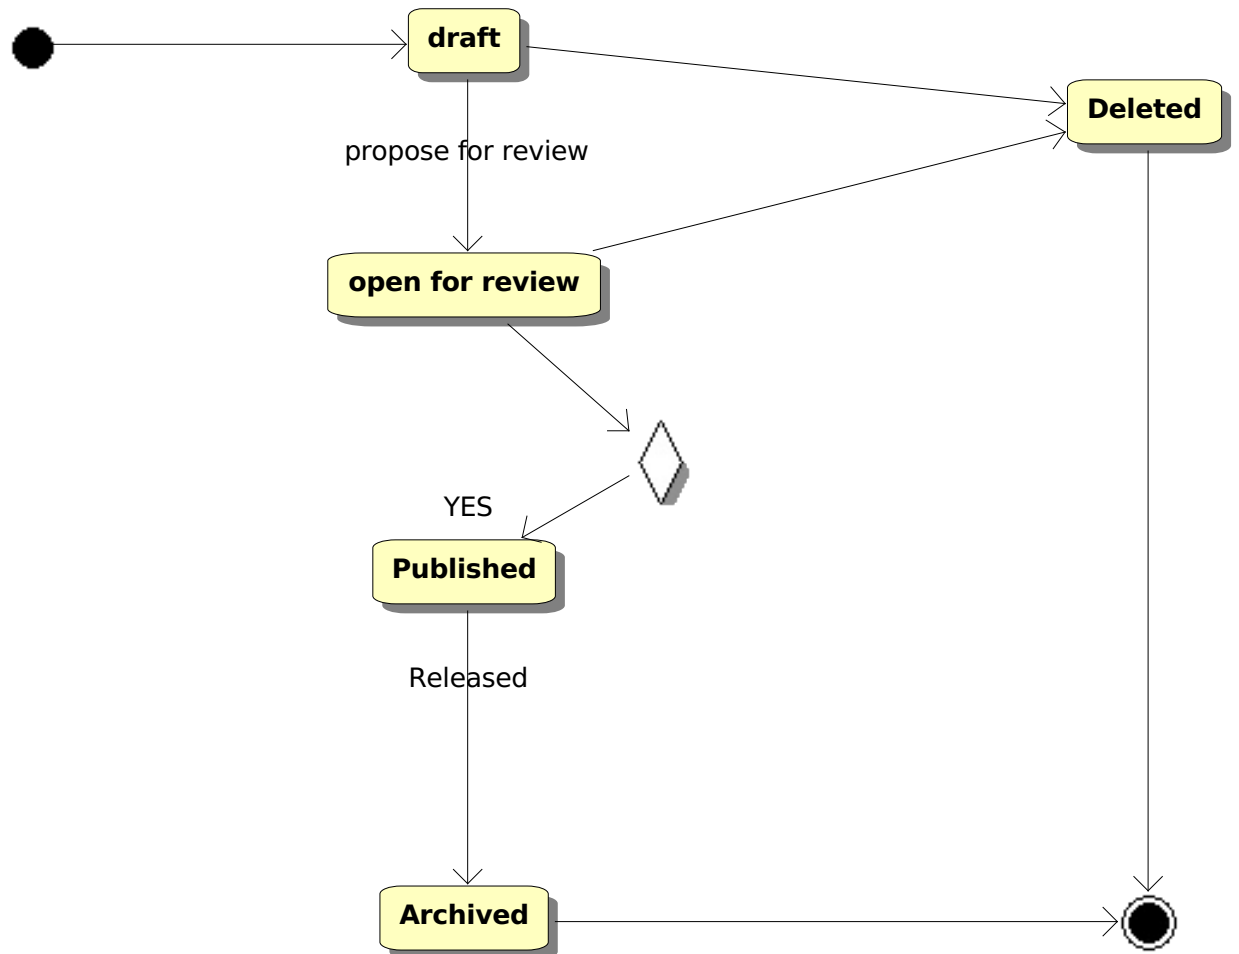 draft
Deleted
propose for review
open for review
YES
Published
Released
Archived